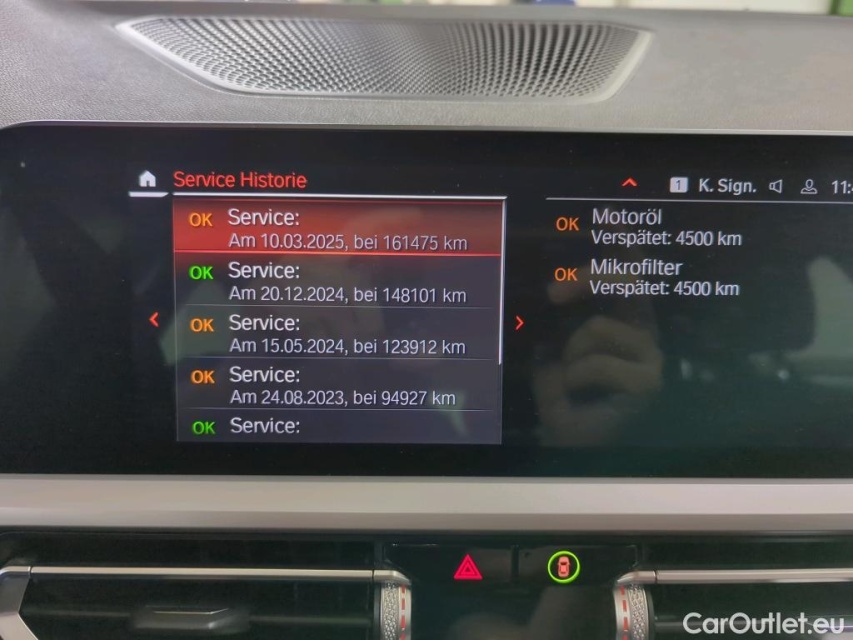 Service Historie
1 K. Sign.
OK Service:
Am 10.03.2025, bei 161475 km
OK Service:
Am 20.12.2024, bei 148101 km
OK Service:
Am 15.05.2024, bei 123912 km
OK Service:
Am 24.08.2023, bei 94927 km
OK Service:
OK Motoröl
Verspätet: 4500 km
OK Mikrofilter
Verspätet: 4500 km
CarOutlet.eu